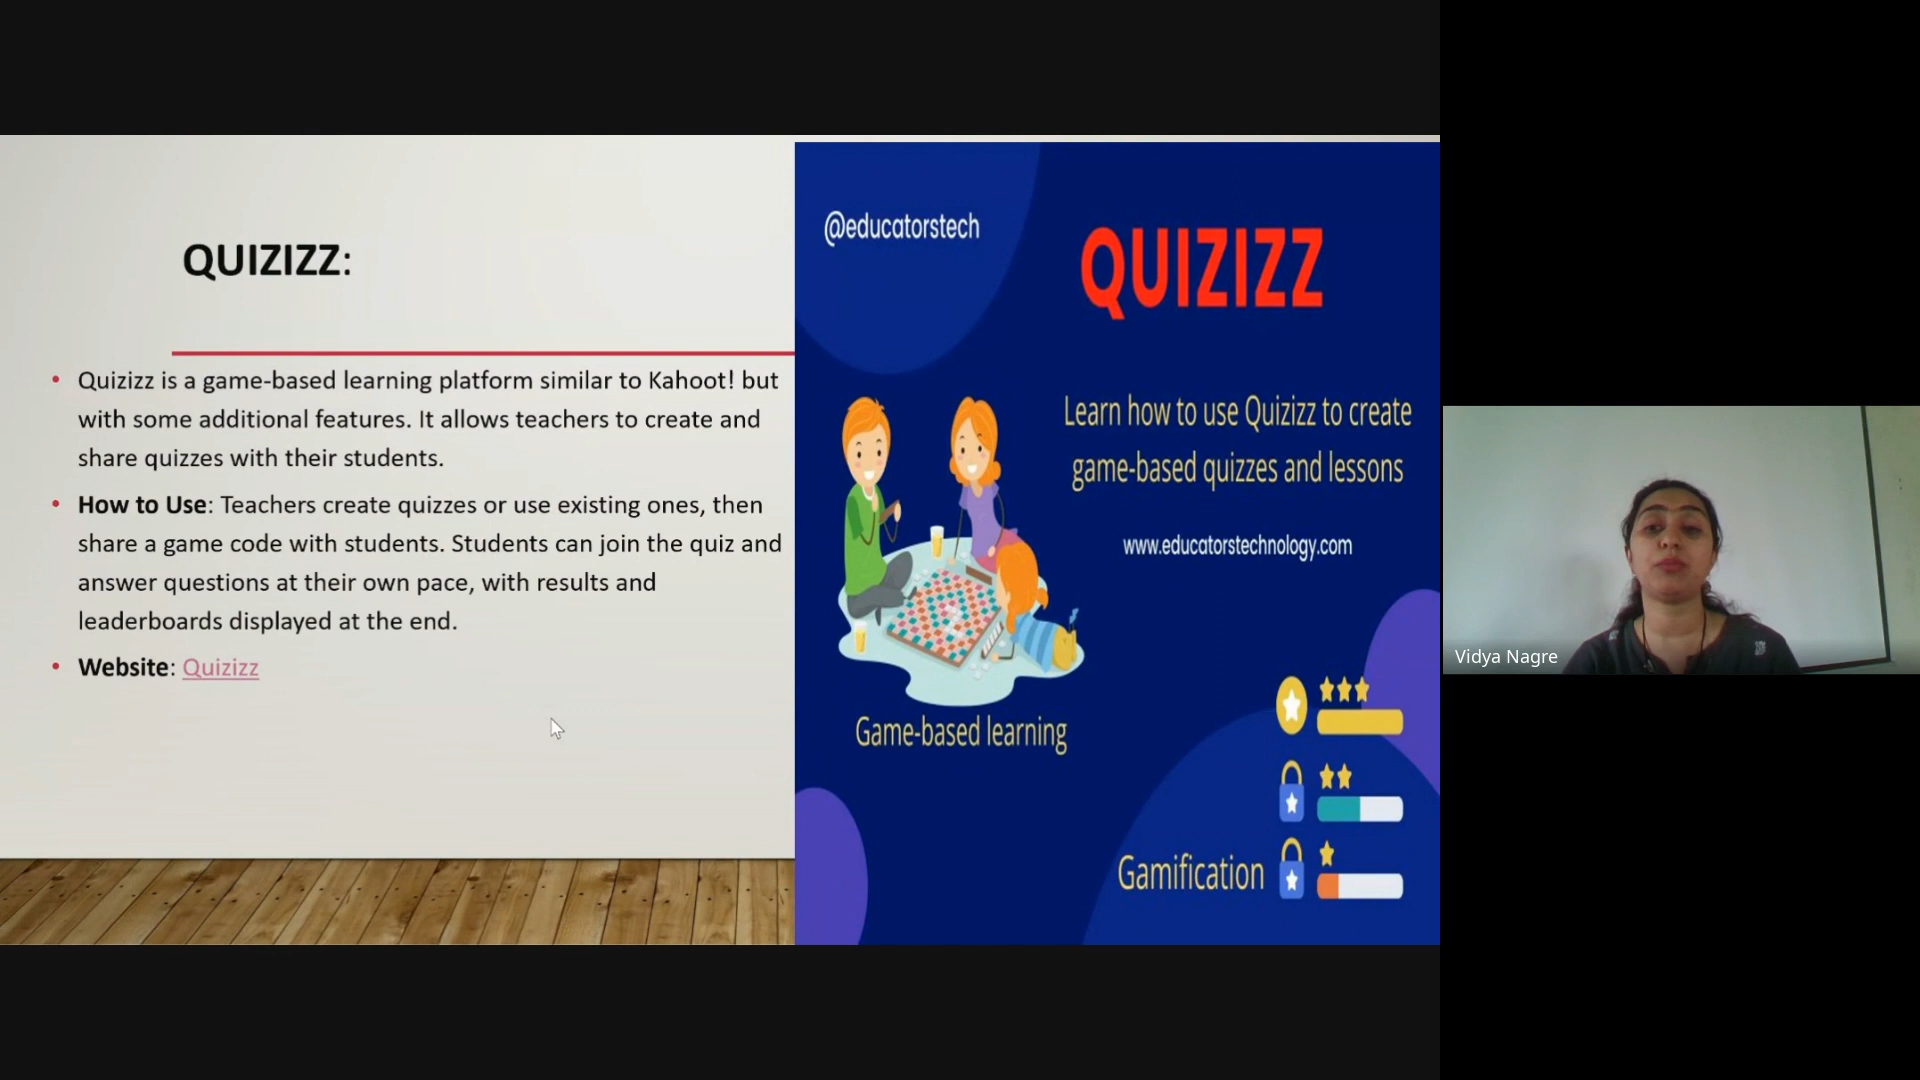 QUIZIZZ:
• Quizizz is a game-based learning platform similar to Kahoot! but
with some additional features. It allows teachers to create and
share quizzes with their students.
• How to Use: Teachers create quizzes or use existing ones, then
share a game code with students. Students can join the quiz and
answer questions at their own pace, with results and
leaderboards displayed at the end.
• Website: Quizizz
@educatorstech
QUIZIZZ
Learn how to use Quizizz to create
game-based quizzes and lessons
www.educatorstechnology.com
Game-based learning
Gamification
Vidya Nagre